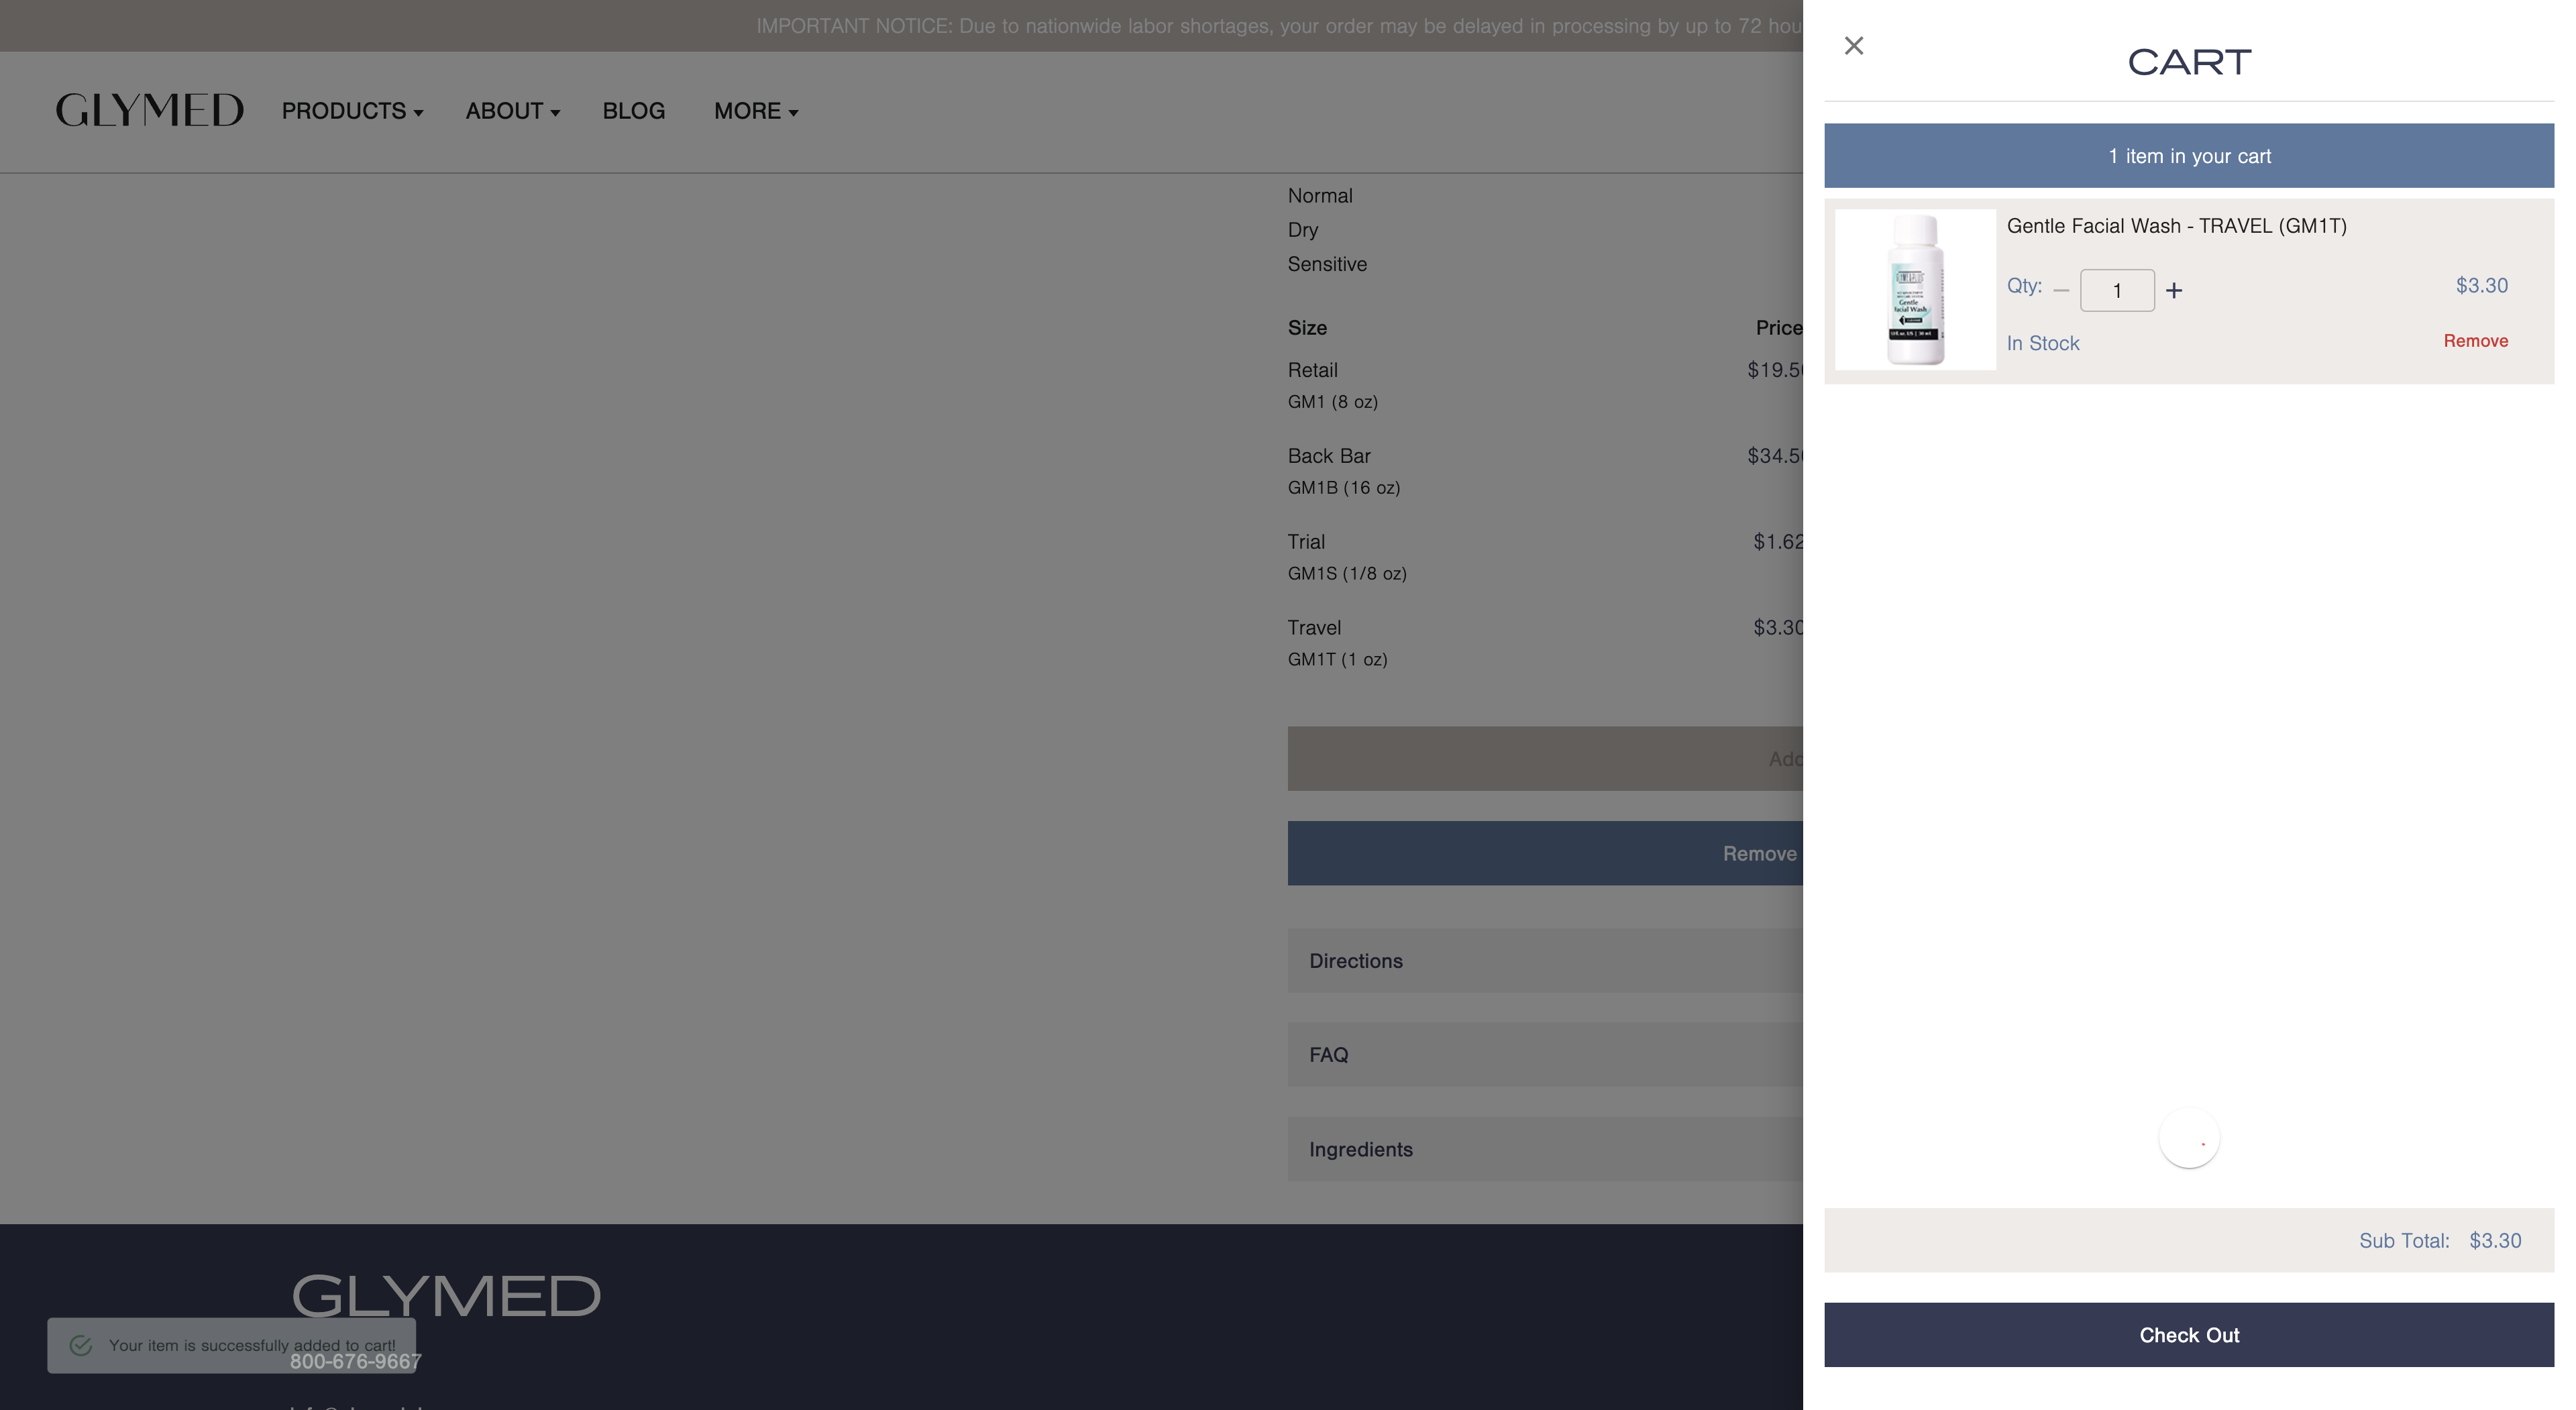 IMPORTANT NOTICE: Due to nationwide labor shortages, your order may be delayed in processing by up to 72 hou
GLYMED PRODUCTS ABOUT BLOG MORE
Normal
Dry
Sensitive
Size Price
Retail $19.5
GM1 (8 oz)
Back Bar $34.5
GM1B (16 oz)
Trial $1.62
GM1S (1/8 oz)
Travel $3.30
GM1T (1 oz)
Add
Remove
Directions
FAQ
Ingredients
GLYMED
Your item is successfully added to cart!
800-676-9667
CART
1 item in your cart
Gentle Facial Wash - TRAVEL (GM1T)
Gentle
Facial Wash
Qty: 1 $3.30
In Stock Remove
Sub Total: $3.30
Check Out